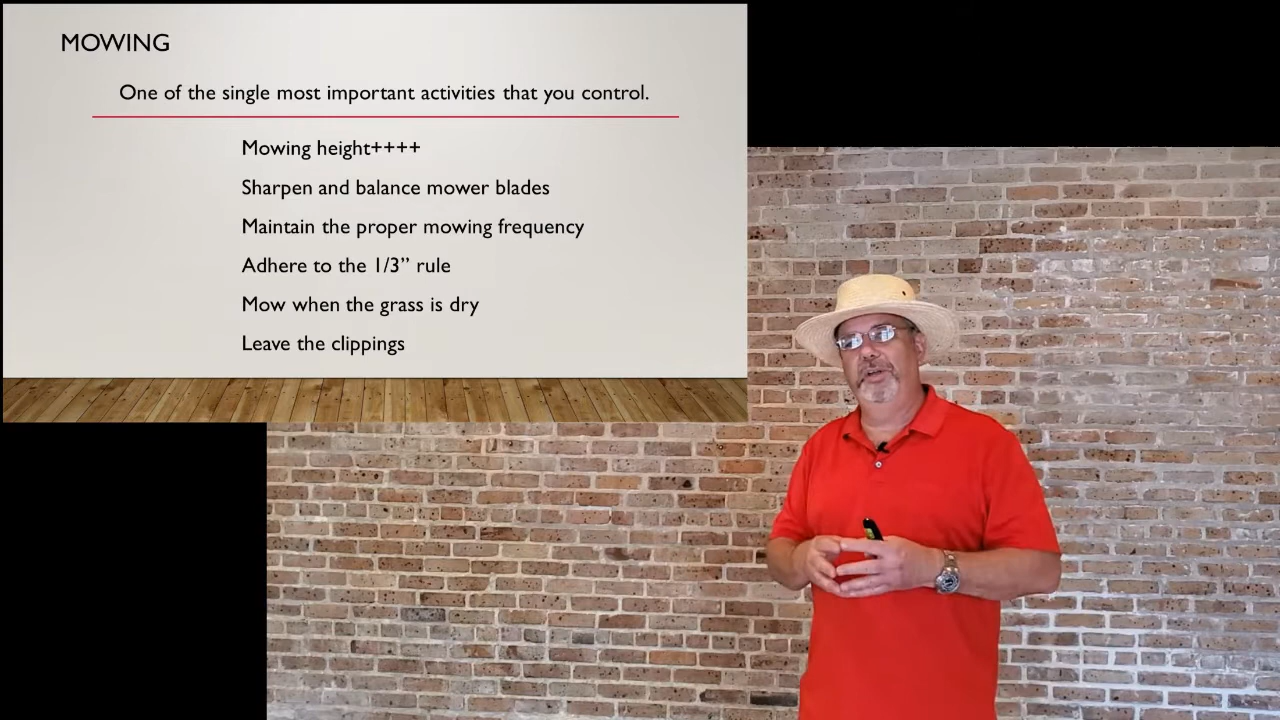 MOWING
One of the single most important activities that you control.
Mowing height++++
Sharpen and balance mower blades
Maintain the proper mowing frequency
Adhere to the 1/3” rule
Mow when the grass is dry
Leave the clippings